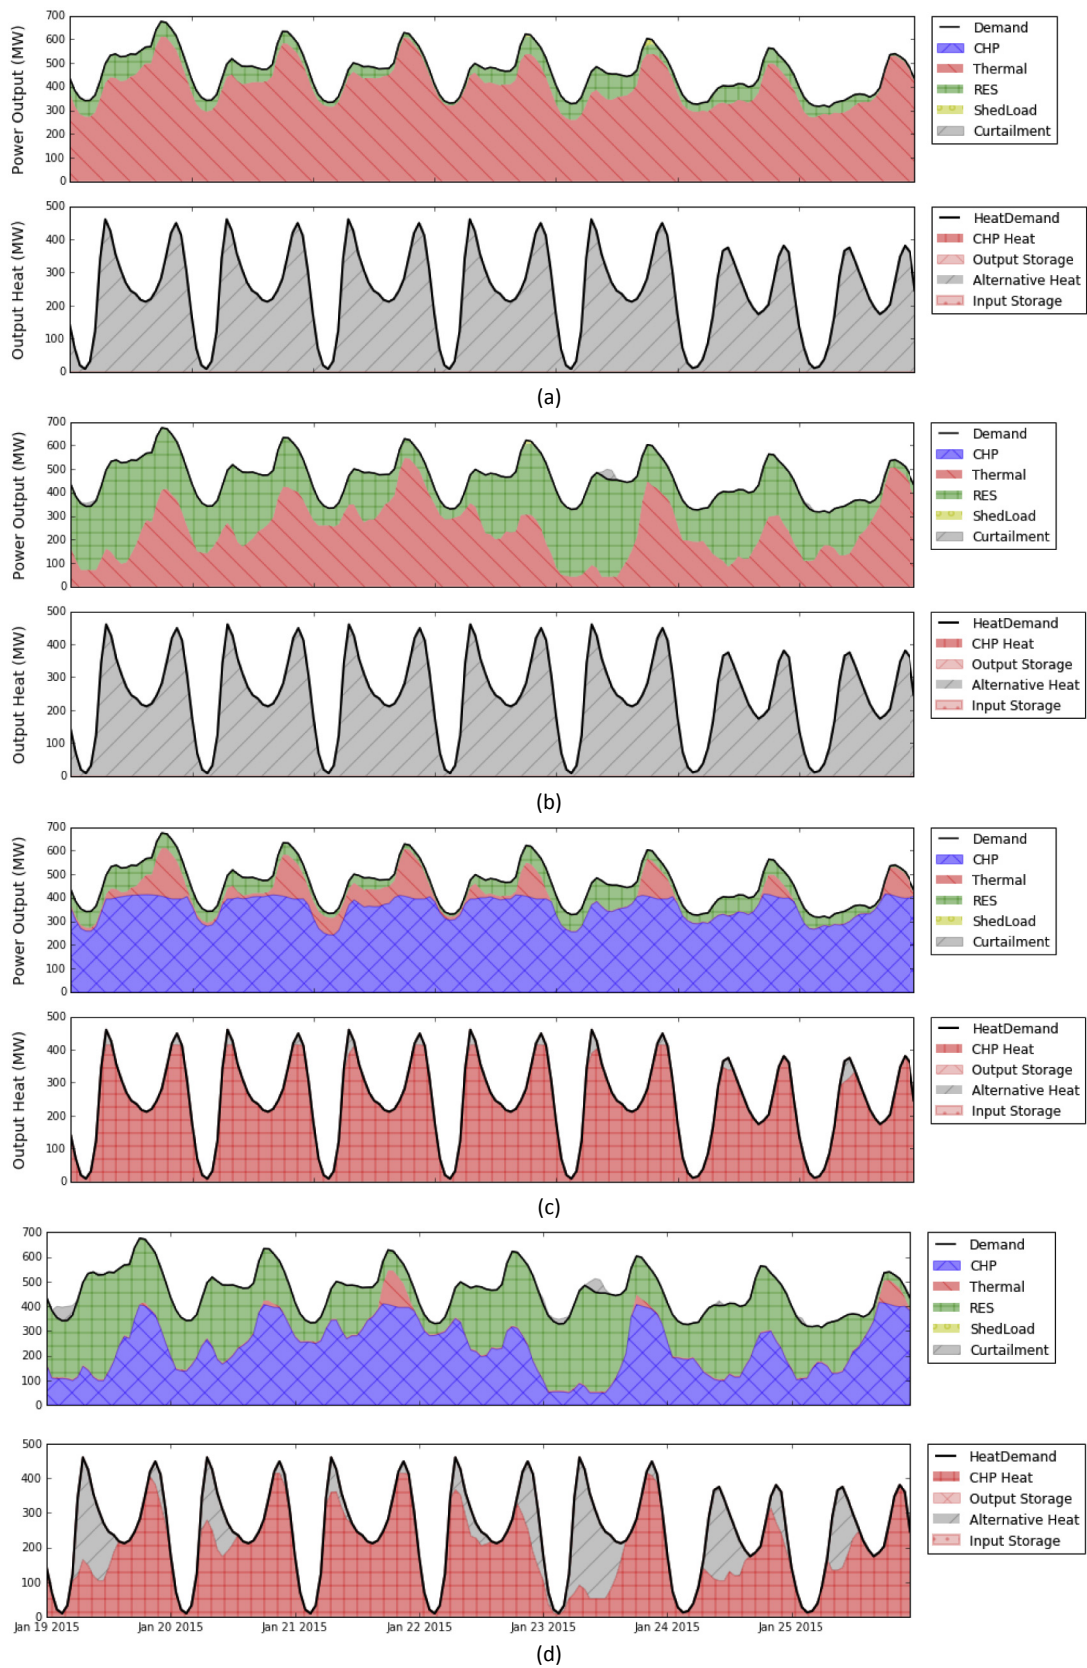 700
600
500
400
300
200
100
0
Power Output (MW)
Demand
CHP
Thermal
RES
ShedLoad
Curtailment
500
400
300
200
100
0
Output Heat (MW)
HeatDemand
CHP Heat
Output Storage
Alternative Heat
Input Storage
(a)
700
600
500
400
300
200
100
0
Power Output (MW)
Demand
CHP
Thermal
RES
ShedLoad
Curtailment
500
400
300
200
100
0
Output Heat (MW)
HeatDemand
CHP Heat
Output Storage
Alternative Heat
Input Storage
(b)
700
600
500
400
300
200
100
0
Power Output (MW)
Demand
CHP
Thermal
RES
ShedLoad
Curtailment
500
400
300
200
100
0
Output Heat (MW)
HeatDemand
CHP Heat
Output Storage
Alternative Heat
Input Storage
(c)
700
600
500
400
300
200
100
0
Demand
CHP
Thermal
RES
ShedLoad
Curtailment
500
400
300
200
100
0
HeatDemand
CHP Heat
Output Storage
Alternative Heat
Input Storage
Jan 19 2015 Jan 20 2015 Jan 21 2015 Jan 22 2015 Jan 23 2015 Jan 24 2015 Jan 25 2015
(d)